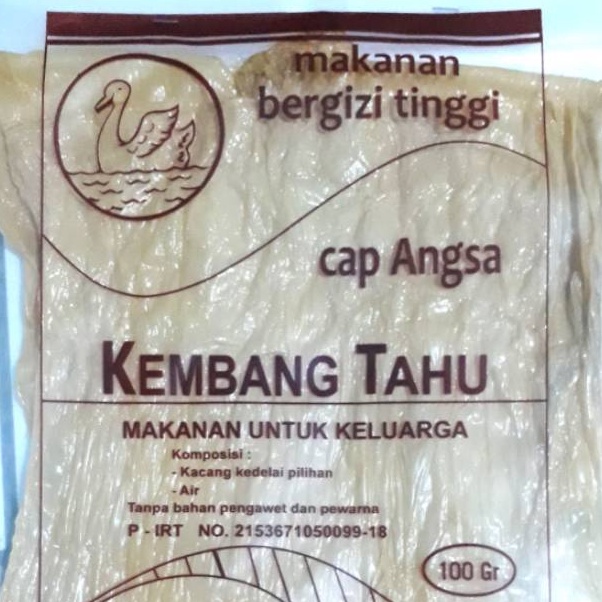 makanan
bergizi tinggi
cap Angsa
KEMBANG TAHU
MAKANAN UNTUK KELUARGA
Komposisi :
- Kacang kedelai pilihan
- Air
Tanpa bahan pengawet dan pewarna
P - IRT NO. 2153671050099-18
100 Gr